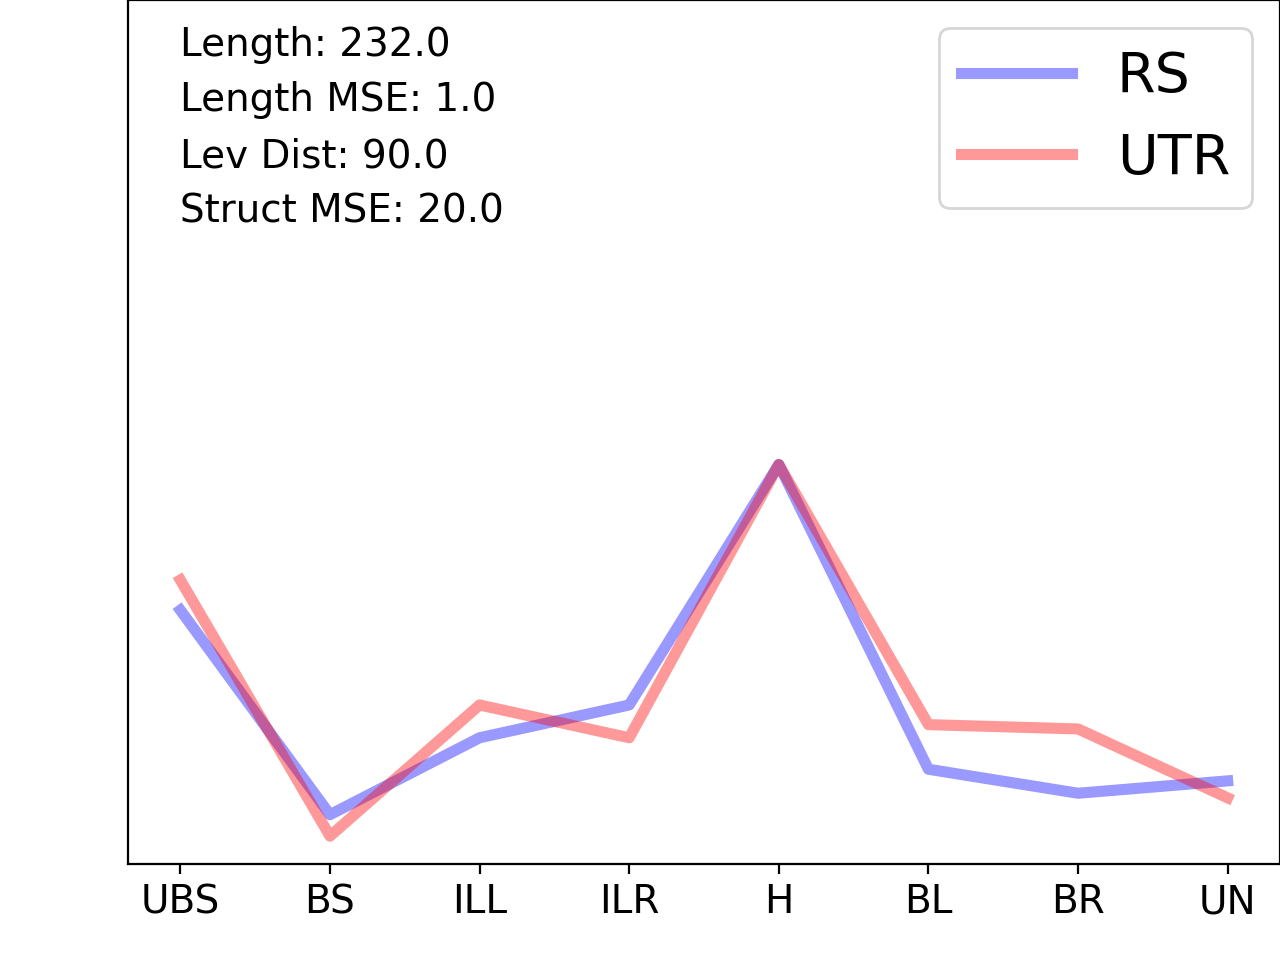 Length: 232.0
Length MSE: 1.0
Lev Dist: 90.0
Struct MSE: 20.0
RS
UTR
UBS BS ILL ILR H BL BR UN